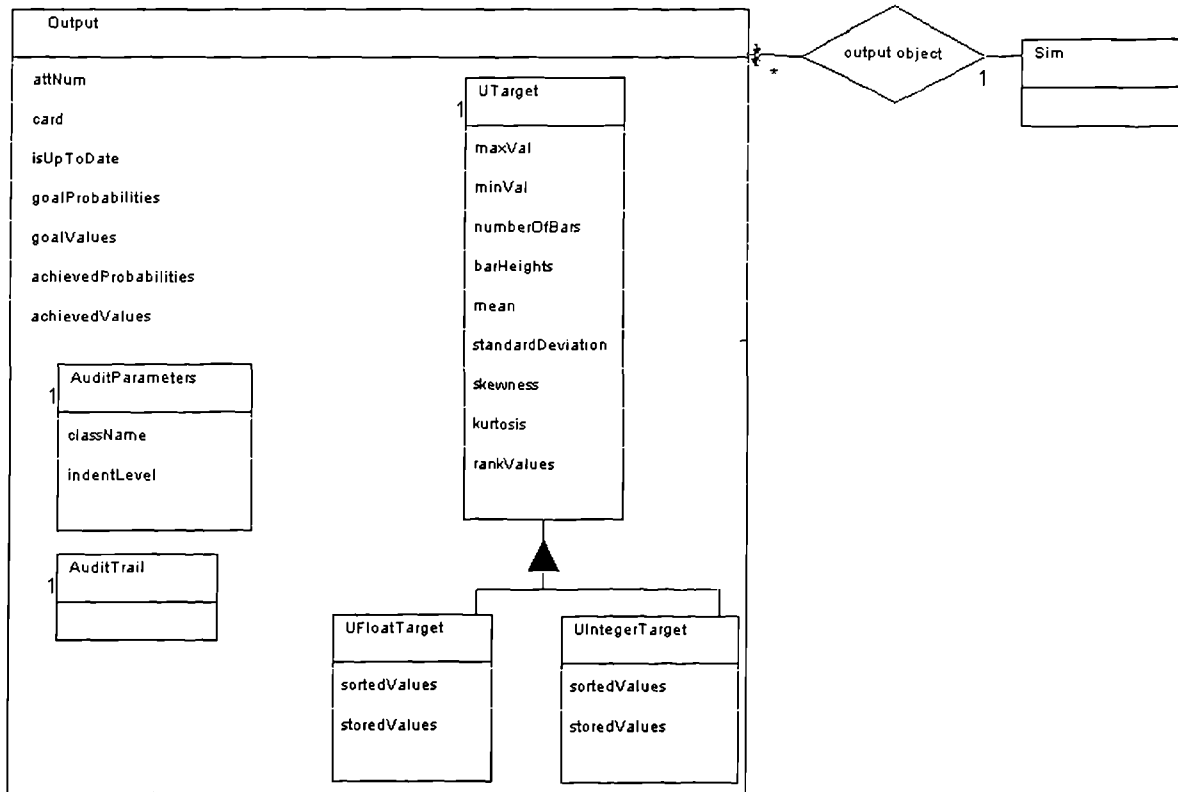 Output
attNum
card
isUpToDate
goalProbabilities
goalValues
achievedProbabilities
achievedValues
1
AuditParameters
className
indentLevel
1
AuditTrail
1
UTarget
maxVal
minVal
numberOfBars
barHeights
mean
standardDeviation
skewness
kurtosis
rankValues
UFloatTarget
sortedValues
storedValues
UIntegerTarget
sortedValues
storedValues
*
*
output object
1
Sim